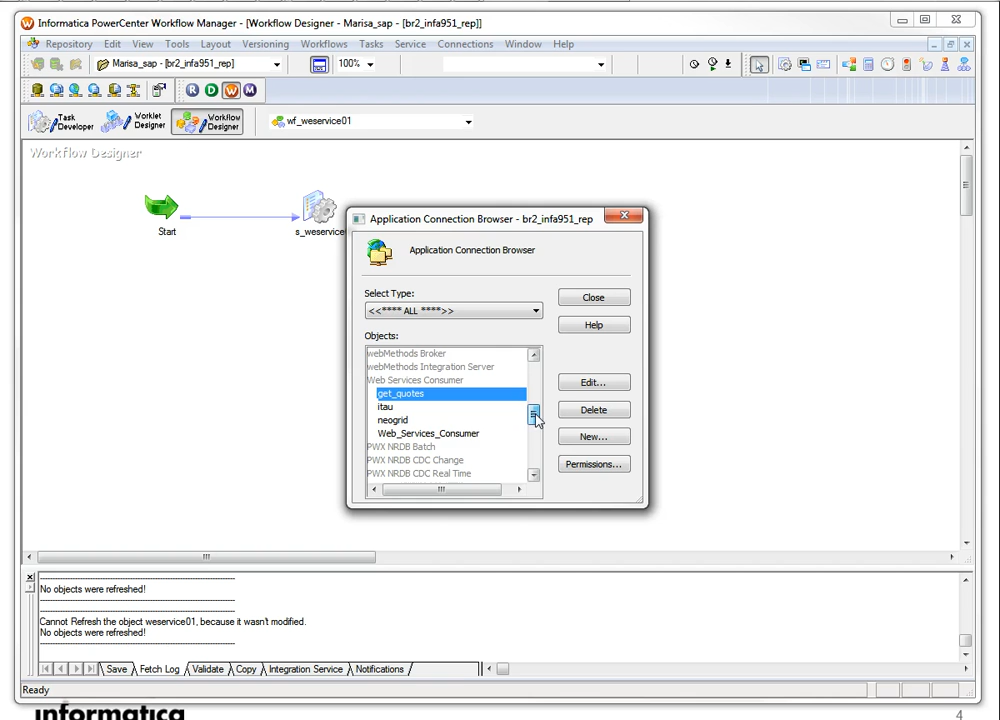 Informatica PowerCenter Workflow Manager - [Workflow Designer - Marisa_sap - [br2_infa951_rep]]
Repository Edit View Tools Layout Versioning Workflows Tasks Service Connections Window Help
Marisa_sap - [br2_infa951_rep] 100%
R D W M
Task Developer Worklet Designer Workflow Designer wf_weservice01
Workflow Designer
Start
s_weservice
Application Connection Browser - br2_infa951_rep
Application Connection Browser
Select Type:
<<**** ALL ****>>
Objects:
webMethods Broker
webMethods Integration Server
Web Services Consumer
get_quotes
itau
neogrid
Web_Services_Consumer
PWX NRDB Batch
PWX NRDB CDC Change
PWX NRDB CDC Real Time
Close
Help
Edit...
Delete
New...
Permissions...
No objects were refreshed!
Cannot Refresh the object weservice01, because it wasn't modified.
No objects were refreshed!
Save Fetch Log Validate Copy Integration Service Notifications
Ready
informatica
4